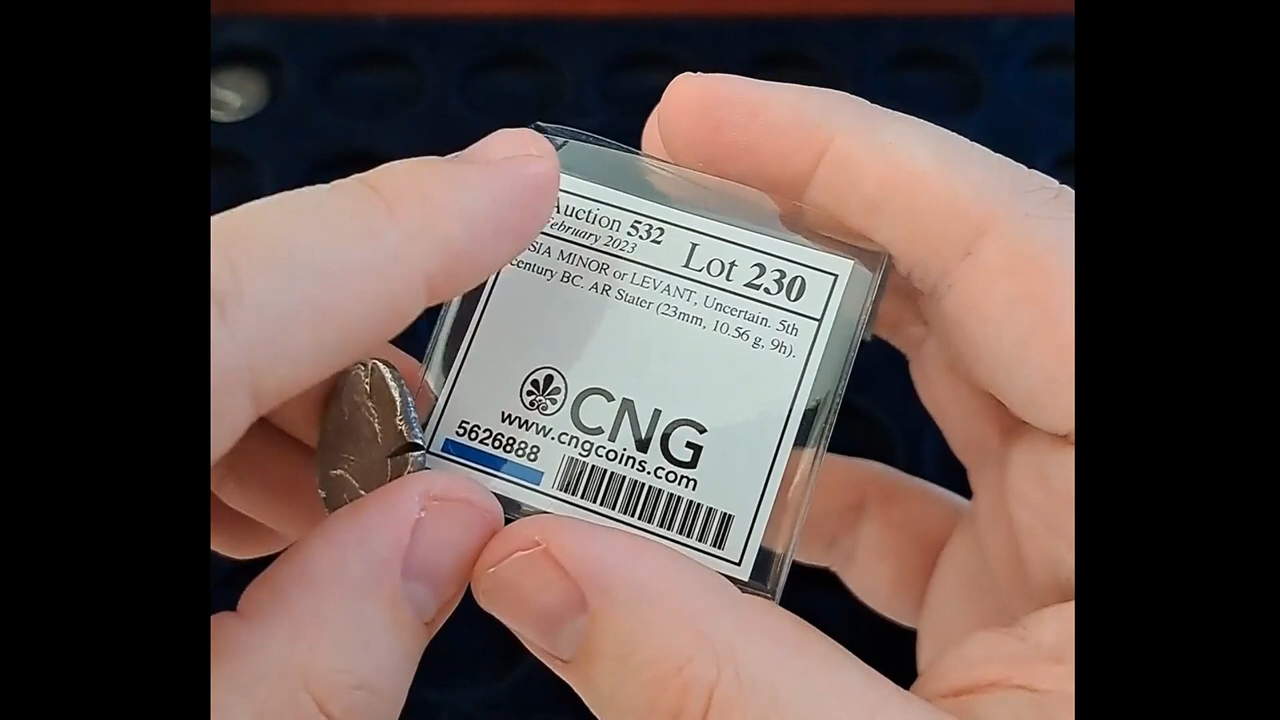 Auction 532
February 2023
Lot 230
SIA MINOR or LEVANT, Uncertain. 5th
century BC. AR Stater (23mm, 10.56 g, 9h).
CNG
www.cngcoins.com
5626888